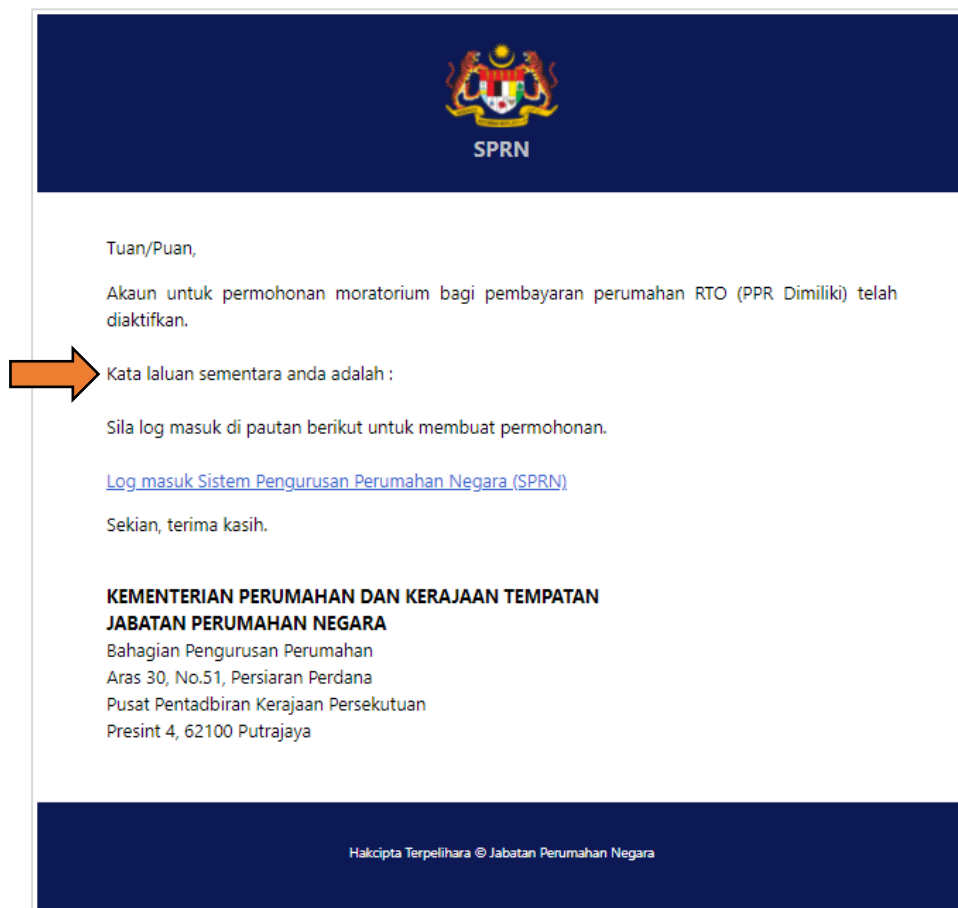 SPRN
Tuan/Puan,
Akaun untuk permohonan moratorium bagi pembayaran perumahan RTO (PPR Dimiliki) telah
diaktifkan.
Kata laluan sementara anda adalah :
Sila log masuk di pautan berikut untuk membuat permohonan.
Log masuk Sistem Pengurusan Perumahan Negara (SPRN)
Sekian, terima kasih.
KEMENTERIAN PERUMAHAN DAN KERAJAAN TEMPATAN
JABATAN PERUMAHAN NEGARA
Bahagian Pengurusan Perumahan
Aras 30, No.51, Persiaran Perdana
Pusat Pentadbiran Kerajaan Persekutuan
Presint 4, 62100 Putrajaya
Hakcipta Terpelihara © Jabatan Perumahan Negara